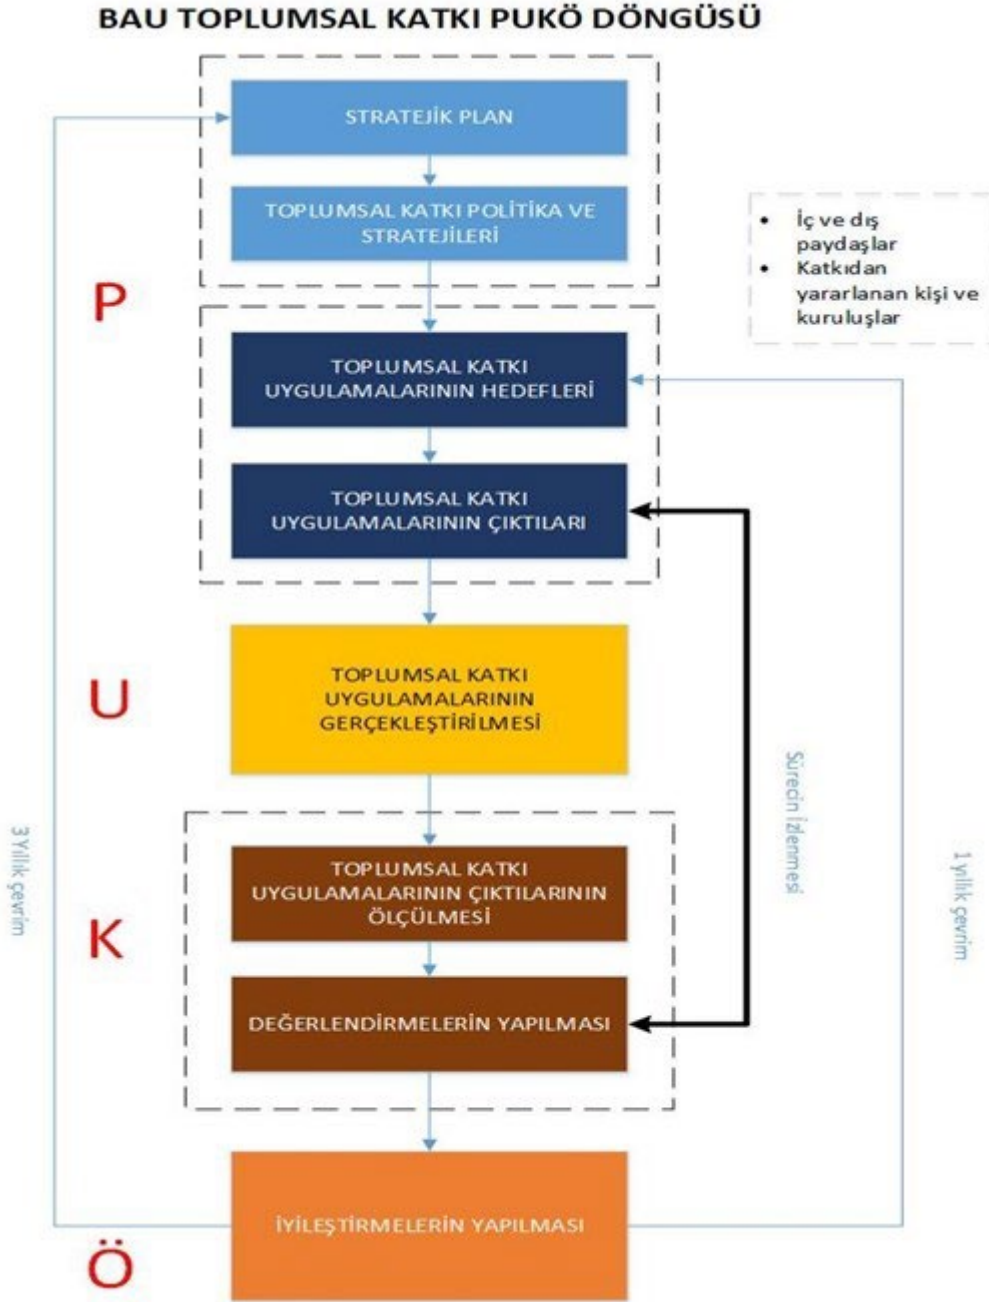 BAU TOPLUMSAL KATKI PUKÖ DÖNGÜSÜ
STRATEJİK PLAN
TOPLUMSAL KATKI POLİTİKA VE
STRATEJİLERİ
• İç ve dış
paydaşlar
• Katkıdan
yararlanan kişi ve
kuruluşlar
P
TOPLUMSAL KATKI
UYGULAMALARININ HEDEFLERİ
TOPLUMSAL KATKI
UYGULAMALARININ ÇIKTILARI
U
TOPLUMSAL KATKI
UYGULAMALARININ
GERÇEKLEŞTİRİLMESİ
Sürecin İzlenmesi
3 Yıllık çevrim
1 yıllık çevrim
K
TOPLUMSAL KATKI
UYGULAMALARININ ÇIKTILARININ
ÖLÇÜLMESİ
DEĞERLENDİRMELERİN YAPILMASI
İYİLEŞTİRMELERİN YAPILMASI
Ö